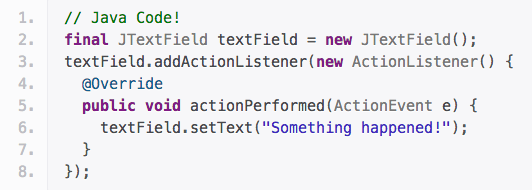 1. // Java Code!
2. final JTextField textField = new JTextField();
3. textField.addActionListener(new ActionListener() {
4.   @Override
5.   public void actionPerformed(ActionEvent e) {
6.     textField.setText("Something happened!");
7.   }
8. });